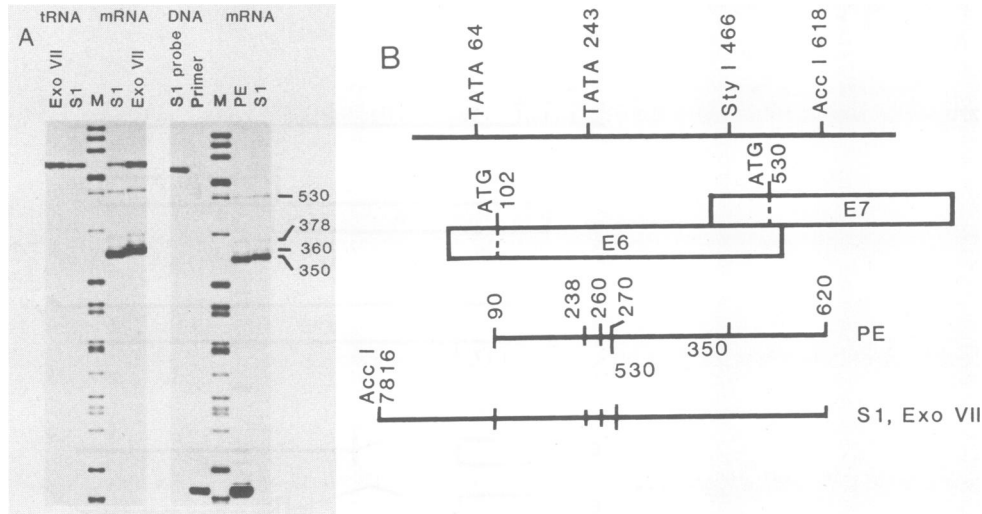 A
tRNA mRNA DNA mRNA
Exo VII
S1
M
S1
Exo VII
S1 probe
Primer
M
PE
S1
530
378
360
350
B
TATA 64
TATA 243
Sty I 466
Acc I 618
ATG 102
ATG 530
E7
E6
90
238
260
270
620
PE
350
530
Acc I 7816
S1, Exo VII